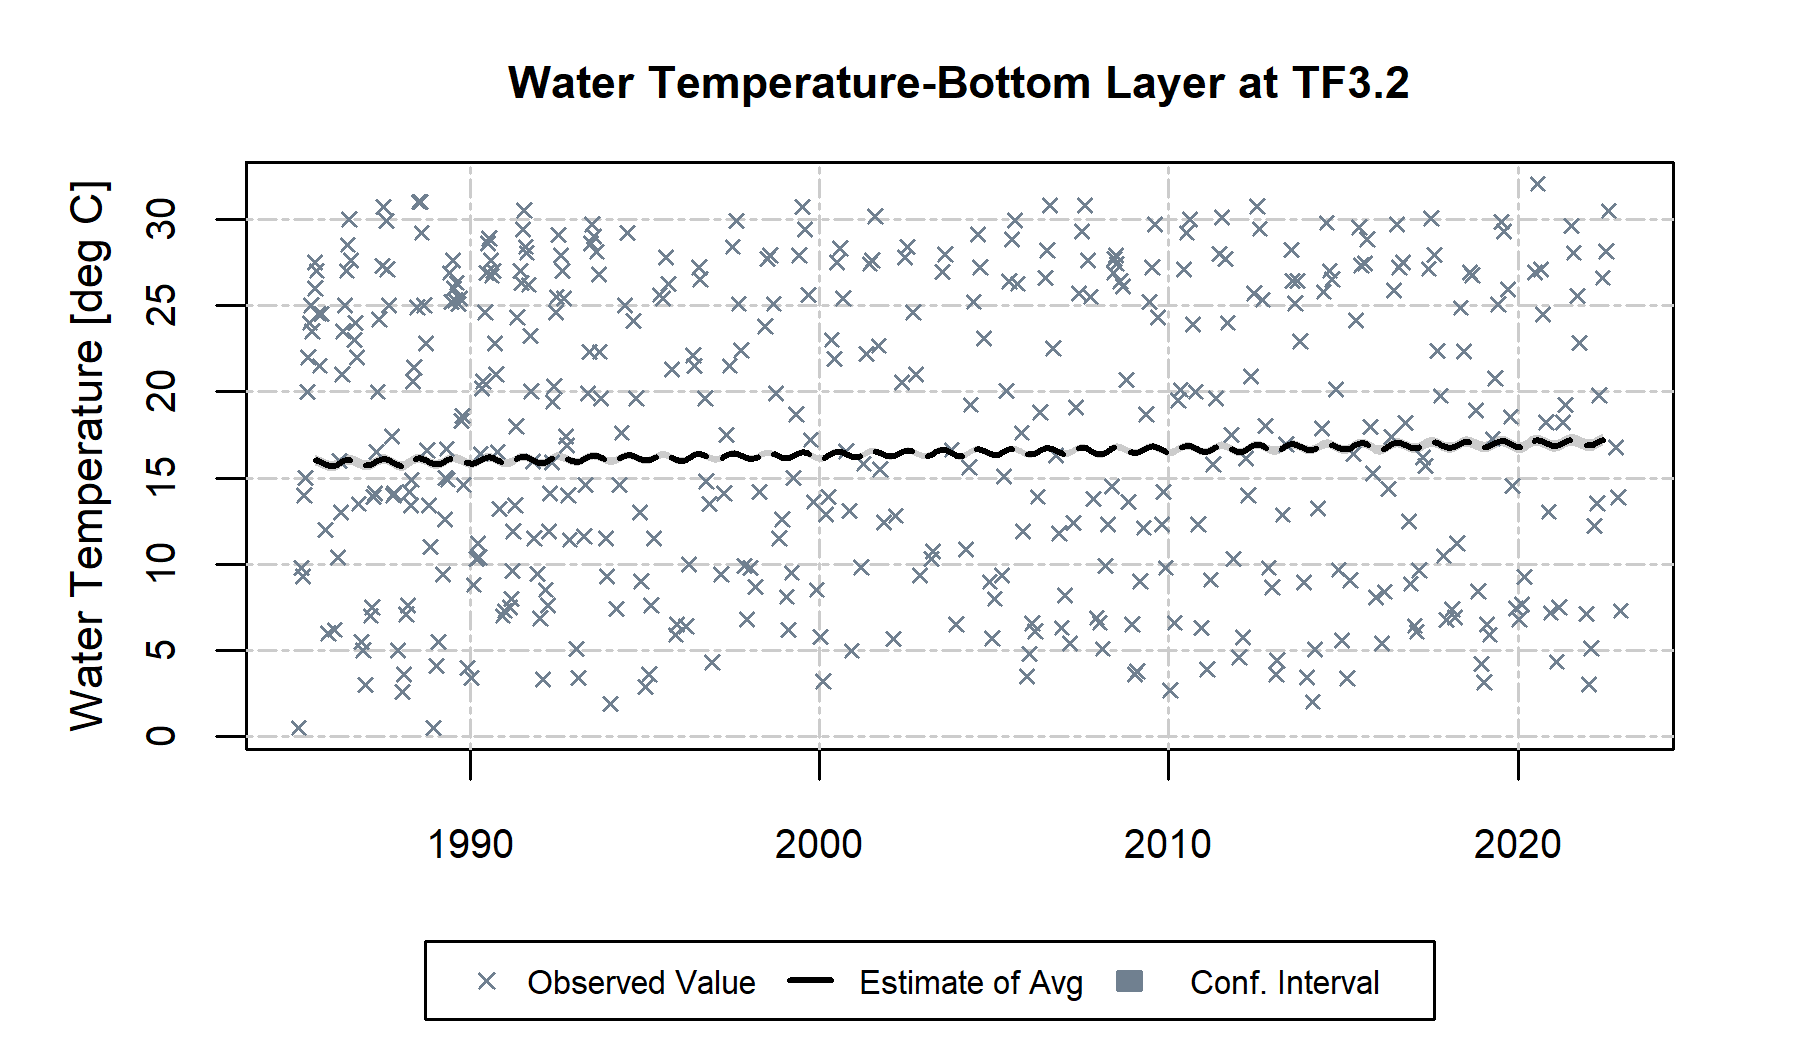 Water Temperature-Bottom Layer at TF3.2
Water Temperature [deg C]
30
25
20
15
10
5
0
1990 2000 2010 2020
Observed Value Estimate of Avg Conf. Interval